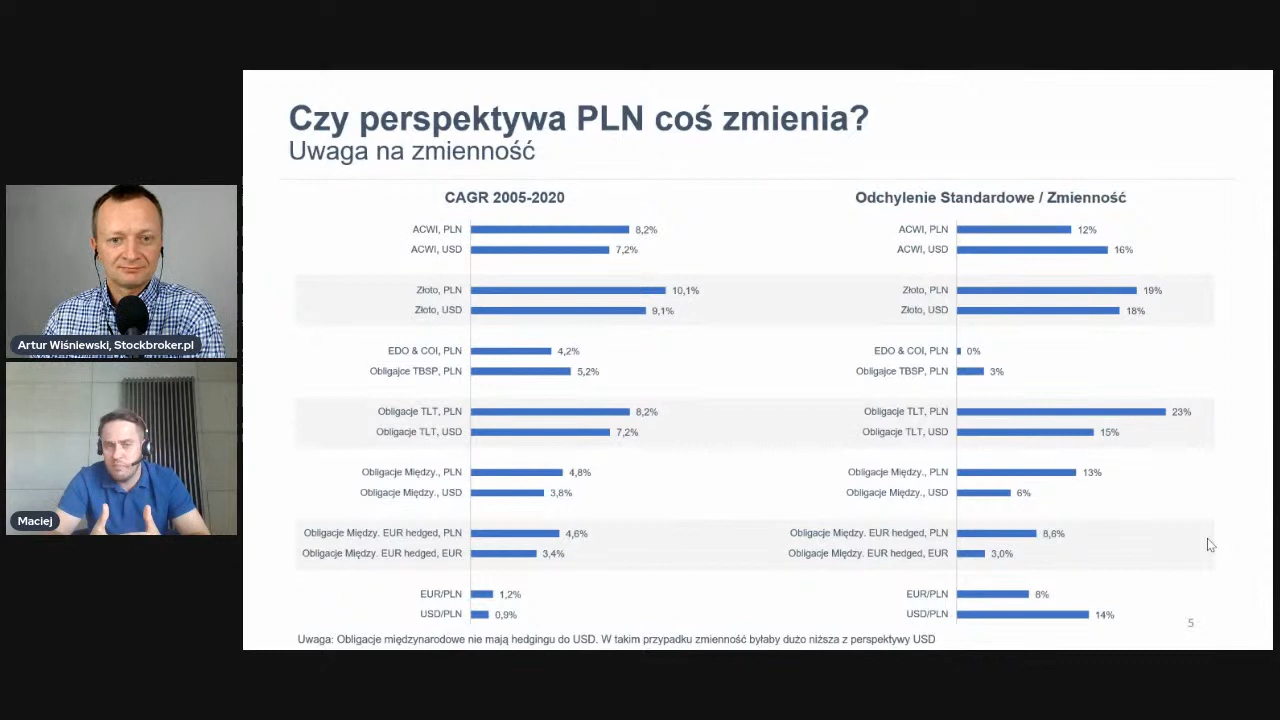 Czy perspektywa PLN coś zmienia?
Uwaga na zmienność
CAGR 2005-2020
ACWI, PLN 8,2%
ACWI, USD 7,2%
Złoto, PLN 10,1%
Złoto, USD 9,1%
EDO & COI, PLN 4,2%
Obligajce TBSP, PLN 5,2%
Obligacje TLT, PLN 8,2%
Obligacje TLT, USD 7,2%
Obligacje Między., PLN 4,8%
Obligacje Między., USD 3,8%
Obligacje Między. EUR hedged, PLN 4,6%
Obligacje Między. EUR hedged, EUR 3,4%
EUR/PLN 1,2%
USD/PLN 0,9%
Odchylenie Standardowe / Zmienność
ACWI, PLN 12%
ACWI, USD 16%
Złoto, PLN 19%
Złoto, USD 18%
EDO & COI, PLN 0%
Obligajce TBSP, PLN 3%
Obligacje TLT, PLN 23%
Obligacje TLT, USD 15%
Obligacje Między., PLN 13%
Obligacje Między., USD 6%
Obligacje Między. EUR hedged, PLN 8,6%
Obligacje Między. EUR hedged, EUR 3,0%
EUR/PLN 8%
USD/PLN 14%
5
Uwaga: Obligacje międzynarodowe nie mają hedgingu do USD. W takim przypadku zmienność byłaby dużo niższa z perspektywy USD
Artur Wiśniewski, Stockbroker.pl
Maciej